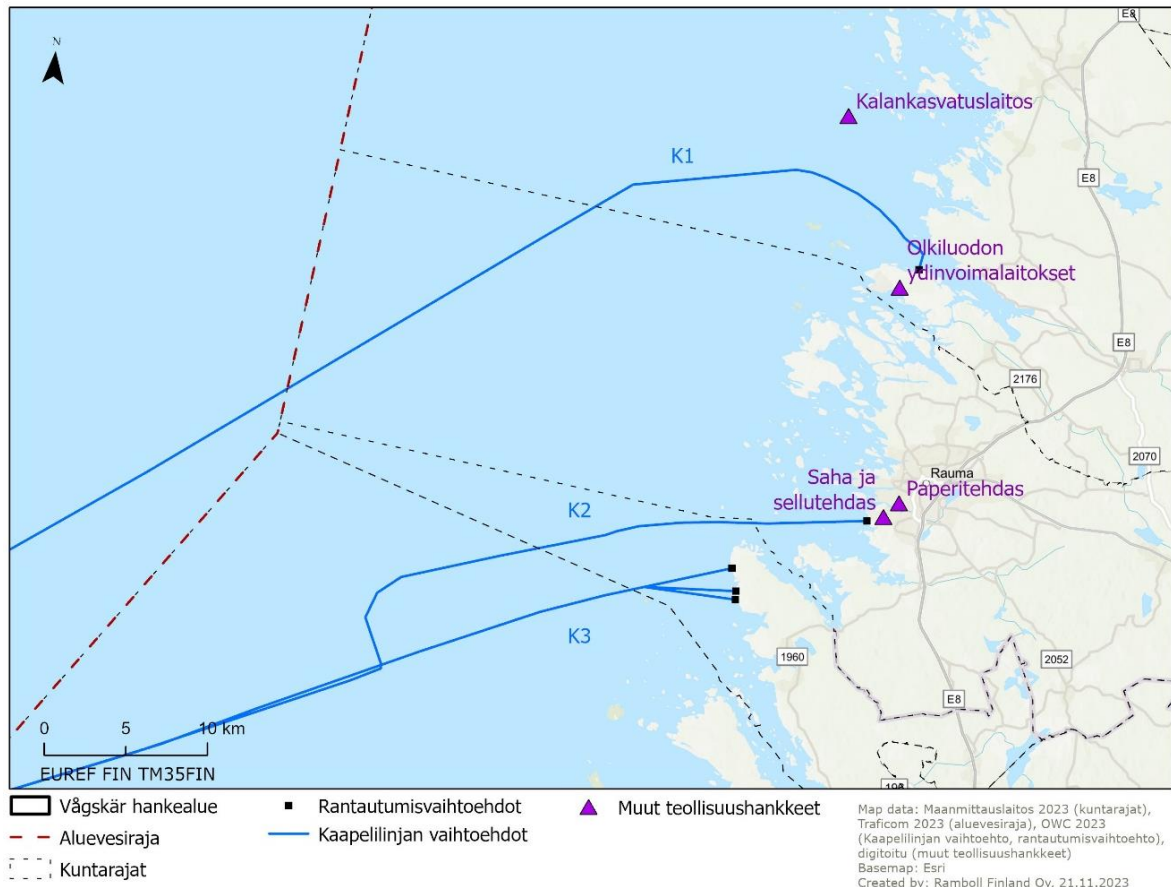 N
E8
Kalankasvatuslaitos
K1
E8
Olkiluodon
ydinvoimalaitokset
E8
2176
2070
Rauma
Saha ja
sellutehdas
Paperitehdas
K2
K3
1960
2052
E8
0 5 10 km
EUREF FIN TM35FIN
Vågskär hankealue
Rantautumisvaihtoehdot
Muut teollisuushankkeet
Aluevesiraja
Kaapelilinjan vaihtoehdot
Kuntarajat
Map data: Maanmittauslaitos 2023 (kuntarajat),
Traficom 2023 (aluevesiraja), OWC 2023
(Kaapelilinjan vaihtoehto, rantautumisvaihtoehto),
digitoitu (muut teollisuushankkeet)
Basemap: Esri
Created by: Ramboll Finland Oy, 21.11.2023